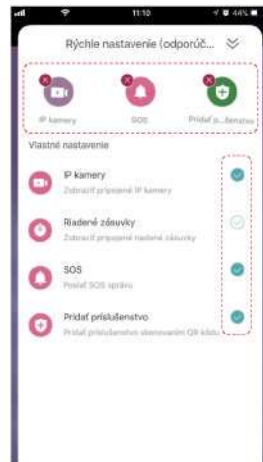 11:10
44%
Rýchle nastavenie (odporúč...
IP kamery
SOS
Pridať p...šenstvo
Vlastné nastavenie
IP kamery
Zobraziť pripojené IP kamery
Riadené zásuvky
Zobraziť pripojené riadené zásuvky
SOS
Poslať SOS správu
Pridať príslušenstvo
Pridať príslušenstvo skenovaním QR kódu